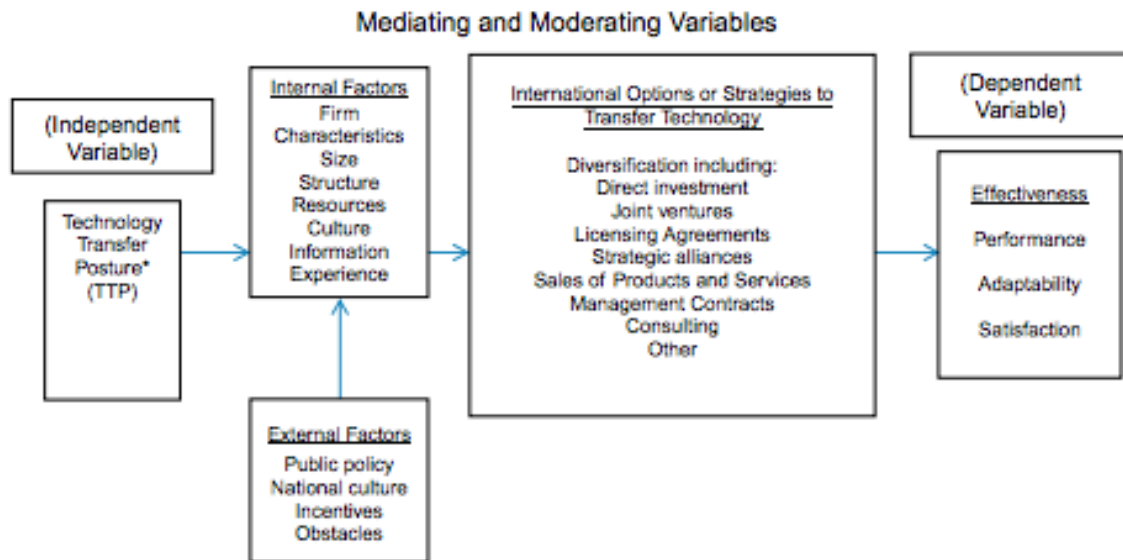 Mediating and Moderating Variables
(Independent
Variable)
Technology
Transfer
Posture*
(TTP)
Internal Factors
Firm
Characteristics
Size
Structure
Resources
Culture
Information
Experience
External Factors
Public policy
National culture
Incentives
Obstacles
International Options or Strategies to
Transfer Technology
Diversification including:
Direct investment
Joint ventures
Licensing Agreements
Strategic alliances
Sales of Products and Services
Management Contracts
Consulting
Other
(Dependent
Variable)
Effectiveness
Performance
Adaptability
Satisfaction